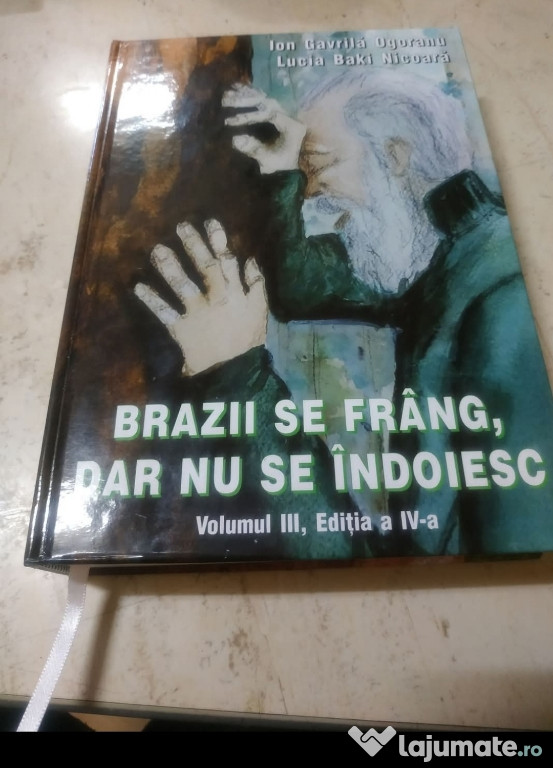 Ion Gavrilă Ogoranu
Lucia Baki Nicoară
BRAZII SE FRÂNG,
DAR NU SE ÎNDOIESC
Volumul III, Ediția a IV-a
lajumate.ro